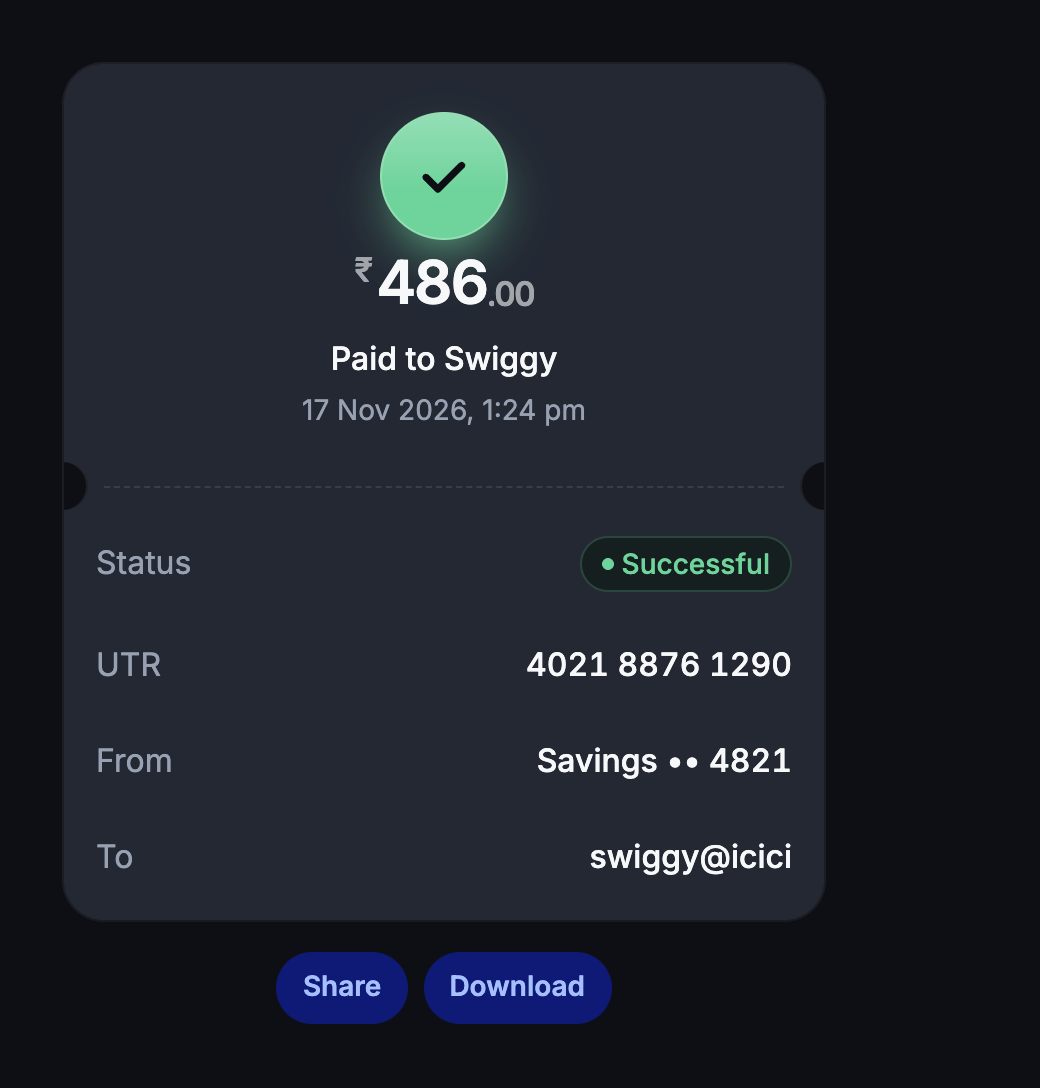 ₹486.00
Paid to Swiggy
17 Nov 2026, 1:24 pm
Status Successful
UTR 4021 8876 1290
From Savings •• 4821
To swiggy@icici
Share Download